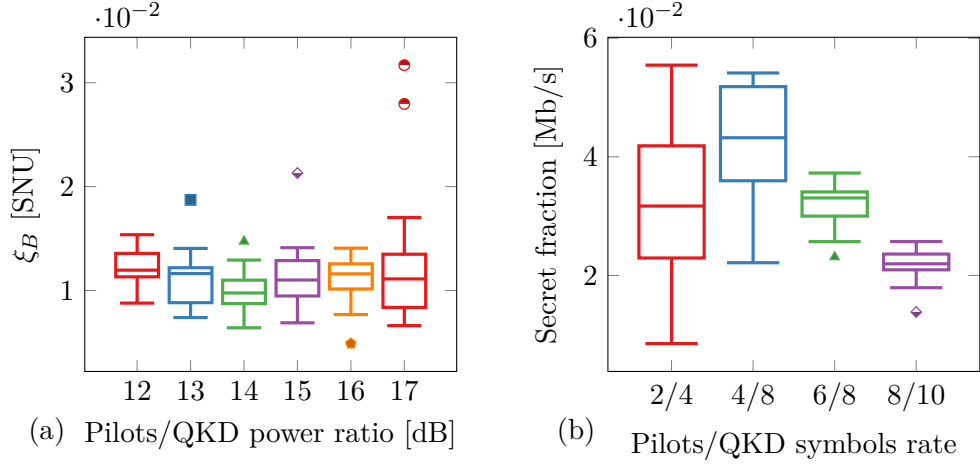 ·10⁻²
3
2
1
ξ_B [SNU]
12 13 14 15 16 17
(a) Pilots/QKD power ratio [dB]
·10⁻²
6
4
2
Secret fraction [Mb/s]
2/4 4/8 6/8 8/10
(b) Pilots/QKD symbols rate